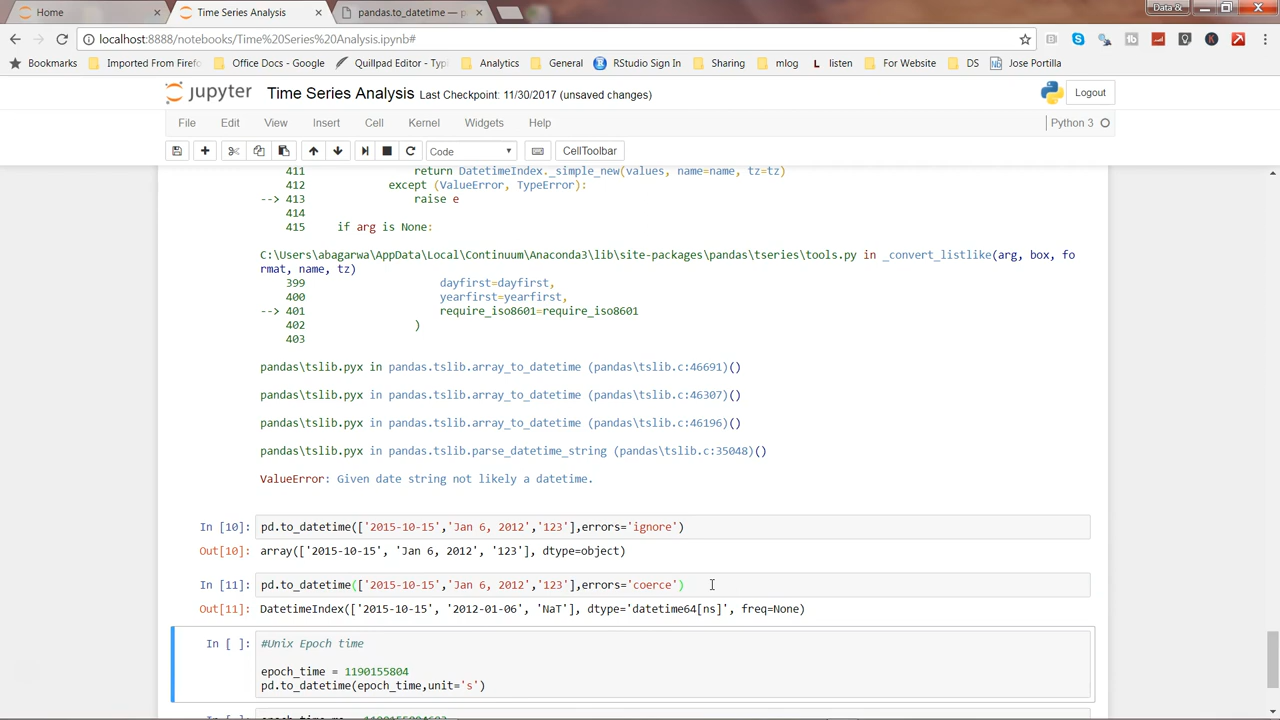 Home
Time Series Analysis
pandas.to_datetime — p
Data &
localhost:8888/notebooks/Time%20Series%20Analysis.ipynb#
Bookmarks
Imported From Firefo
Office Docs - Google
Quillpad Editor - Typi
Analytics
General
RStudio Sign In
Sharing
mlog
L listen
For Website
DS
Jose Portilla
jupyter Time Series Analysis Last Checkpoint: 11/30/2017 (unsaved changes)
Logout
File Edit View Insert Cell Kernel Widgets Help
Python 3
Code
CellToolbar
411 return DatetimeIndex._simple_new(values, name=name, tz=tz)
412 except (ValueError, TypeError):
--> 413 raise e
414
415 if arg is None:
C:\Users\abagarwa\AppData\Local\Continuum\Anaconda3\lib\site-packages\pandas\tseries\tools.py in _convert_listlike(arg, box, fo
rmat, name, tz)
399 dayfirst=dayfirst,
400 yearfirst=yearfirst,
--> 401 require_iso8601=require_iso8601
402 )
403
pandas\tslib.pyx in pandas.tslib.array_to_datetime (pandas\tslib.c:46691)()
pandas\tslib.pyx in pandas.tslib.array_to_datetime (pandas\tslib.c:46307)()
pandas\tslib.pyx in pandas.tslib.array_to_datetime (pandas\tslib.c:46196)()
pandas\tslib.pyx in pandas.tslib.parse_datetime_string (pandas\tslib.c:35048)()
ValueError: Given date string not likely a datetime.
In [10]: pd.to_datetime(['2015-10-15','Jan 6, 2012','123'],errors='ignore')
Out[10]: array(['2015-10-15', 'Jan 6, 2012', '123'], dtype=object)
In [11]: pd.to_datetime(['2015-10-15','Jan 6, 2012','123'],errors='coerce')
Out[11]: DatetimeIndex(['2015-10-15', '2012-01-06', 'NaT'], dtype='datetime64[ns]', freq=None)
In [ ]: #Unix Epoch time
epoch_time = 1190155804
pd.to_datetime(epoch_time,unit='s')